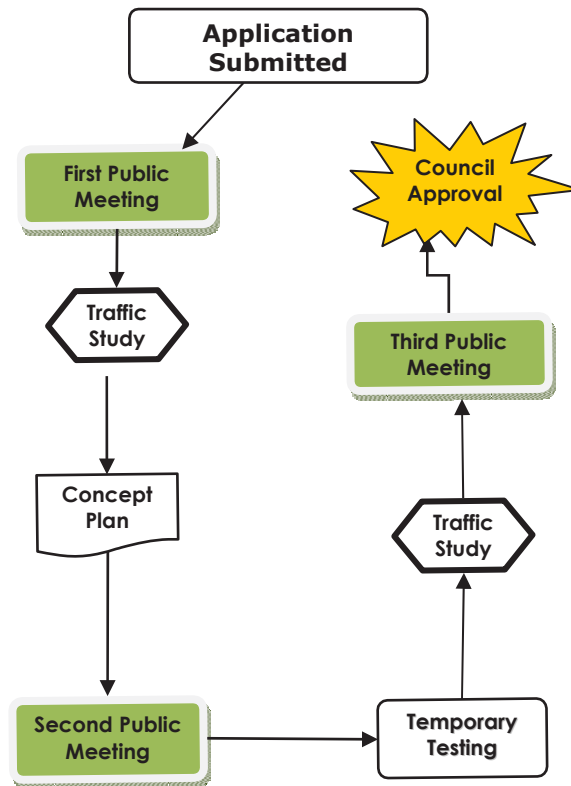 Application
Submitted
First Public
Meeting
Traffic
Study
Concept
Plan
Second Public
Meeting
Temporary
Testing
Traffic
Study
Third Public
Meeting
Council
Approval